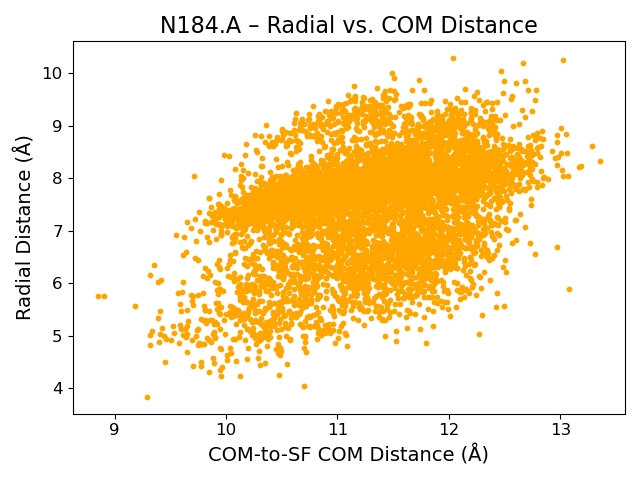 N184.A – Radial vs. COM Distance
Radial Distance (Å)
10
9
8
7
6
5
4
9 10 11 12 13
COM-to-SF COM Distance (Å)